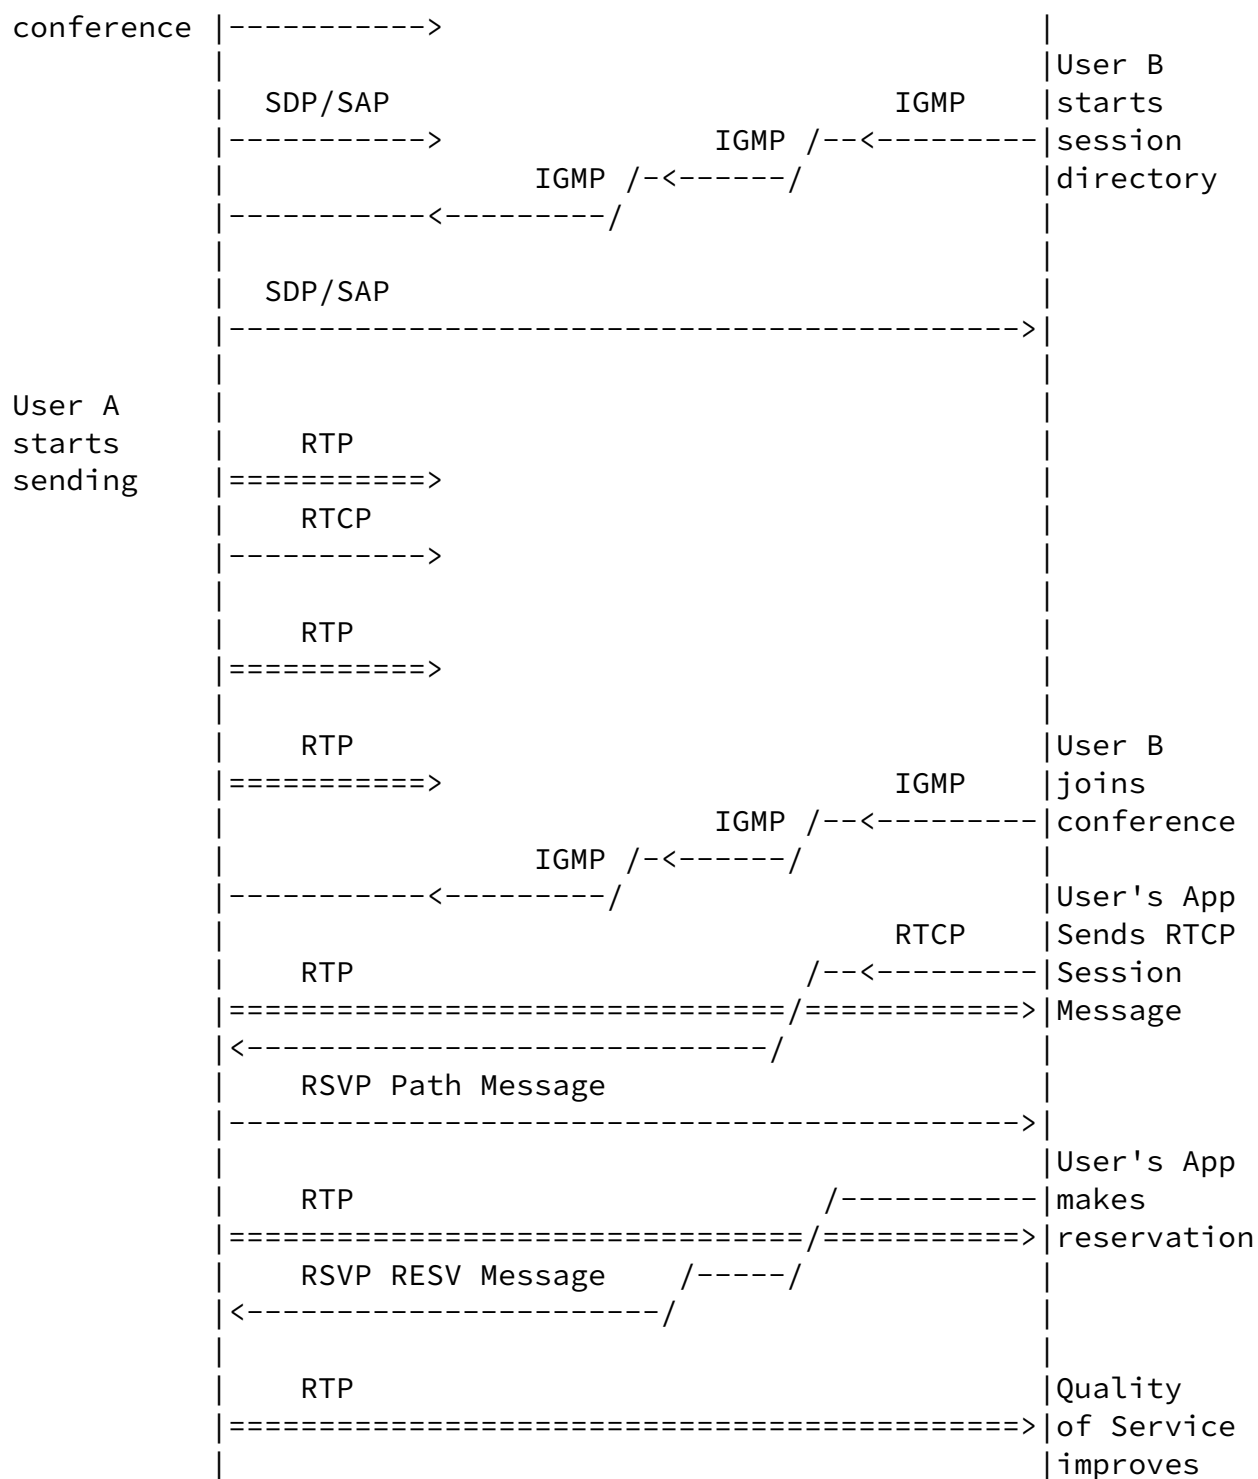 conference |----------->                                  |
           |                                              |User B
           |  SDP/SAP                            IGMP     |starts
           |----------->               IGMP /--<---------|session
           |                 IGMP /-<------/              |directory
           |-----------<---------/                        |
           |                                              |
           |  SDP/SAP                                     |
           |-------------------------------------------->|
           |                                              |
User A     |                                              |
starts     |    RTP                                       |
sending    |===========>                                  |
           |    RTCP                                      |
           |----------->                                  |
           |                                              |
           |    RTP                                       |
           |===========>                                  |
           |                                              |
           |    RTP                                       |User B
           |===========>                         IGMP     |joins
           |                           IGMP /--<---------|conference
           |                 IGMP /-<------/              |
           |-----------<---------/                        |User's App
           |                                     RTCP     |Sends RTCP
           |    RTP                         /--<---------|Session
           |===============================/============>|Message
           |<-----------------------------/               |
           |    RSVP Path Message                         |
           |-------------------------------------------->|
           |                                              |User's App
           |    RTP                          /-----------|makes
           |================================/===========>|reservation
           |    RSVP RESV Message    /-----/              |
           |<-----------------------/                     |
           |                                              |
           |    RTP                                       |Quality
           |============================================>|of Service
           |                                              |improves